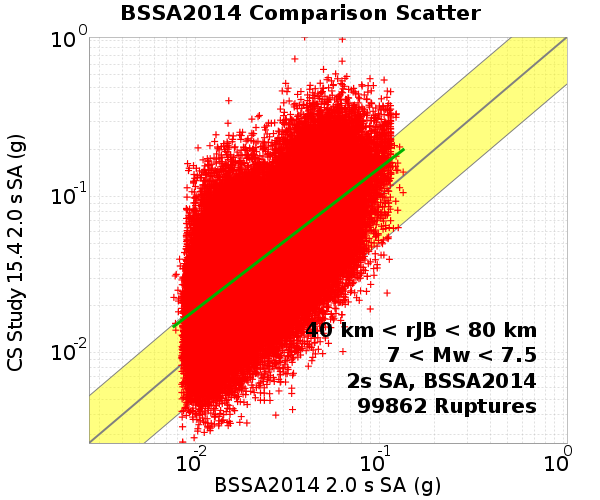 BSSA2014 Comparison Scatter
CS Study 15.4 2.0 s SA (g)
10^0
10^-1
10^-2
40 km < rJB < 80 km
7 < Mw < 7.5
2s SA, BSSA2014
99862 Ruptures
10^-2 10^-1 10^0
BSSA2014 2.0 s SA (g)